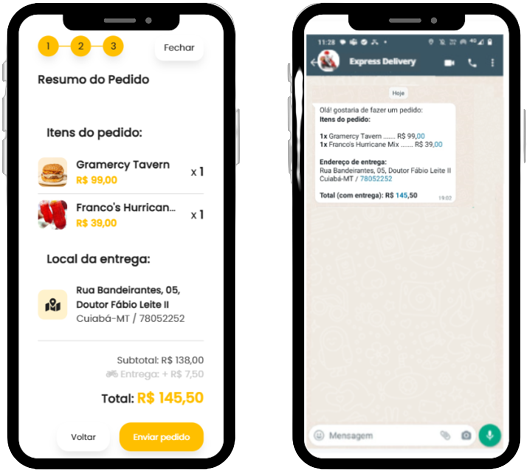 1 2 3
Fechar
Resumo do Pedido
Itens do pedido:
Gramercy Tavern
R$ 99,00
x 1
Franco's Hurrican...
R$ 39,00
x 1
Local da entrega:
Rua Bandeirantes, 05,
Doutor Fábio Leite II
Cuiabá-MT / 78052252
Subtotal: R$ 138,00
Entrega: + R$ 7,50
Total: R$ 145,50
Voltar
Enviar pedido
11:28
Express Delivery
Hoje
Olá! gostaria de fazer um pedido:
Itens do pedido:
1x Gramercy Tavern ...... R$ 99,00
1x Franco's Hurricane Mix ...... R$ 39,00
Endereço de entrega:
Rua Bandeirantes, 05, Doutor Fábio Leite II
Cuiabá-MT / 78052252
Total (com entrega): R$ 145,50
19:02
Mensagem